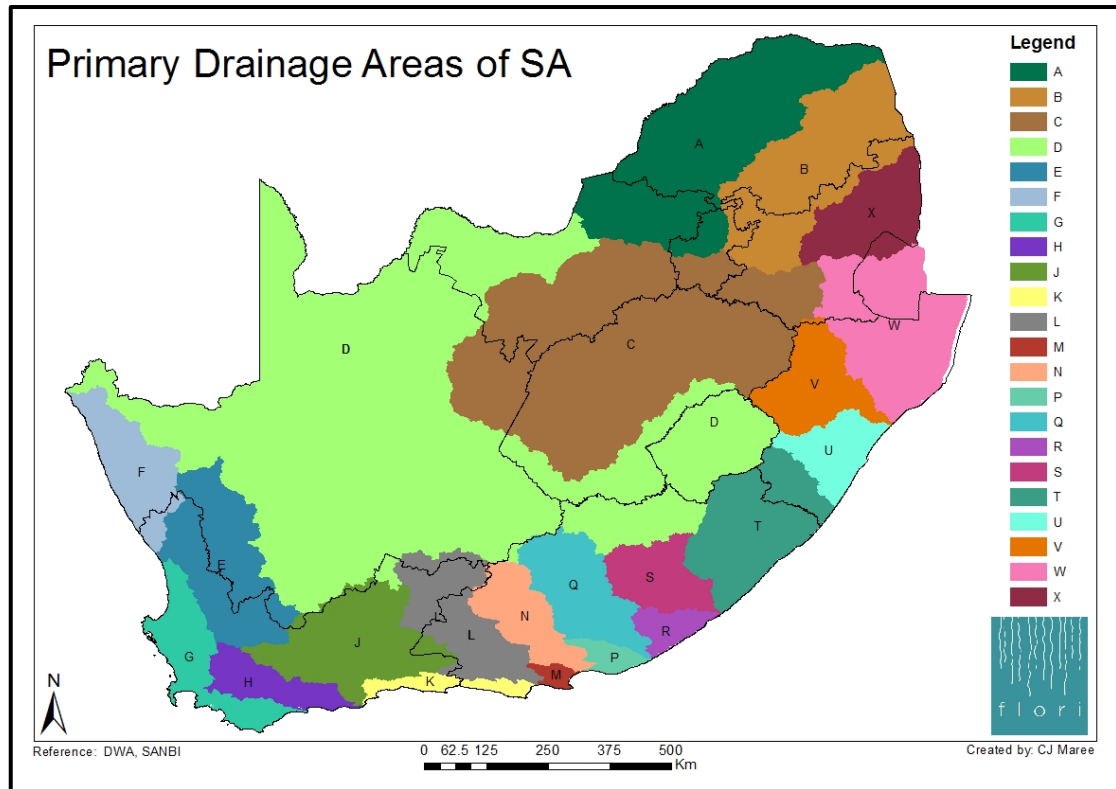 Primary Drainage Areas of SA
Legend
A
B
C
D
E
F
G
H
J
K
L
M
N
P
Q
R
S
T
U
V
W
X
A
B
X
W
C
D
V
D
U
F
T
E
S
Q
N
L
L
J
R
P
G
H
K
M
N
flori
Reference: DWA, SANBI
0 62.5 125 250 375 500
Km
Created by: CJ Maree